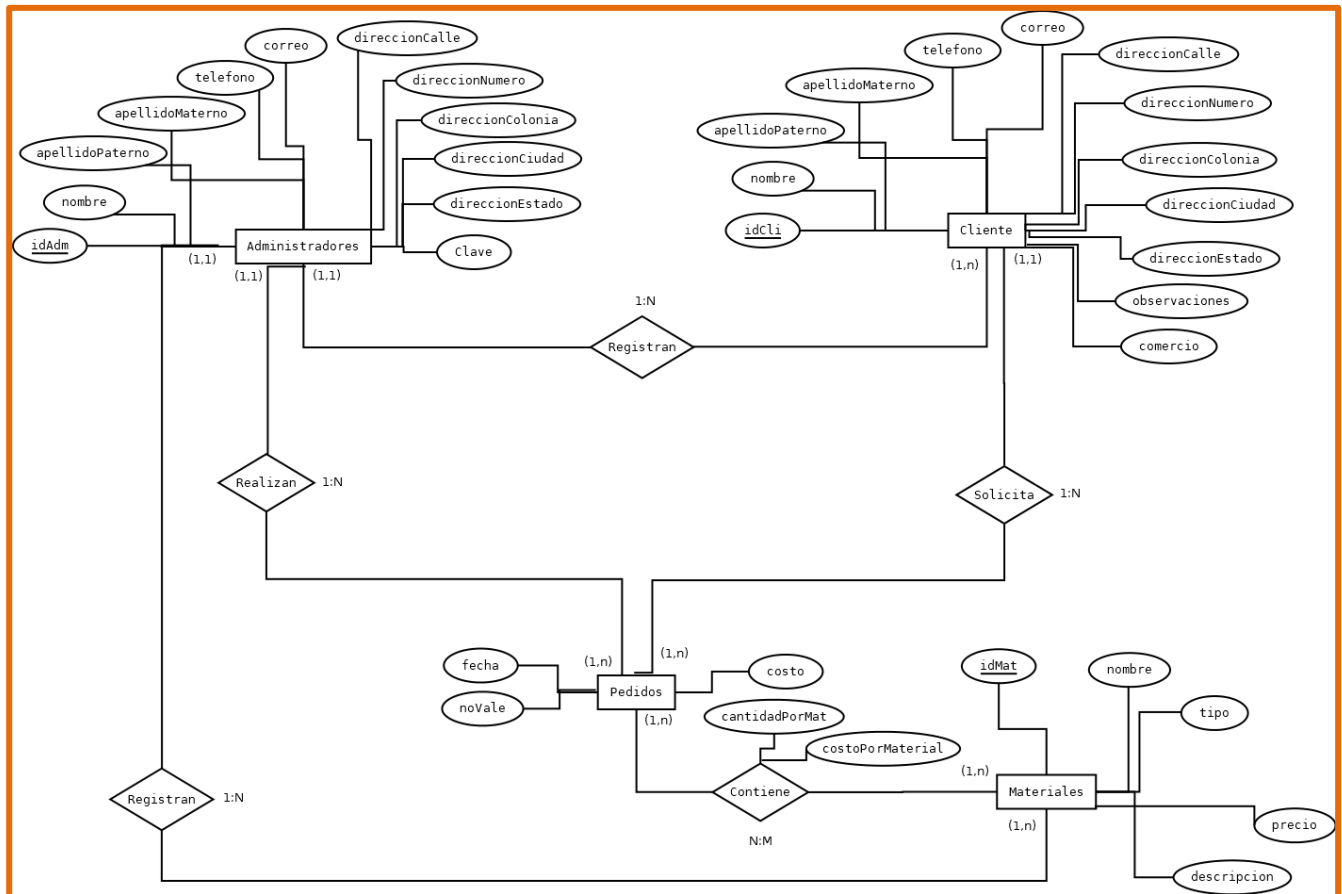 correo
direccionCalle
telefono
direccionNumero
apellidoMaterno
direccionColonia
apellidoPaterno
direccionCiudad
nombre
direccionEstado
idAdm
Administradores
Clave
(1,1)
(1,1)
(1,1)
correo
telefono
direccionCalle
apellidoMaterno
direccionNumero
apellidoPaterno
direccionColonia
nombre
direccionCiudad
idCli
Cliente
direccionEstado
(1,n)
(1,1)
observaciones
comercio
1:N
Registran
Realizan
1:N
Solicita
1:N
(1,n)
(1,n)
fecha
costo
Pedidos
noVale
(1,n)
cantidadPorMat
costoPorMaterial
idMat
nombre
tipo
(1,n)
Contiene
Materiales
N:M
(1,n)
precio
descripcion
Registran
1:N